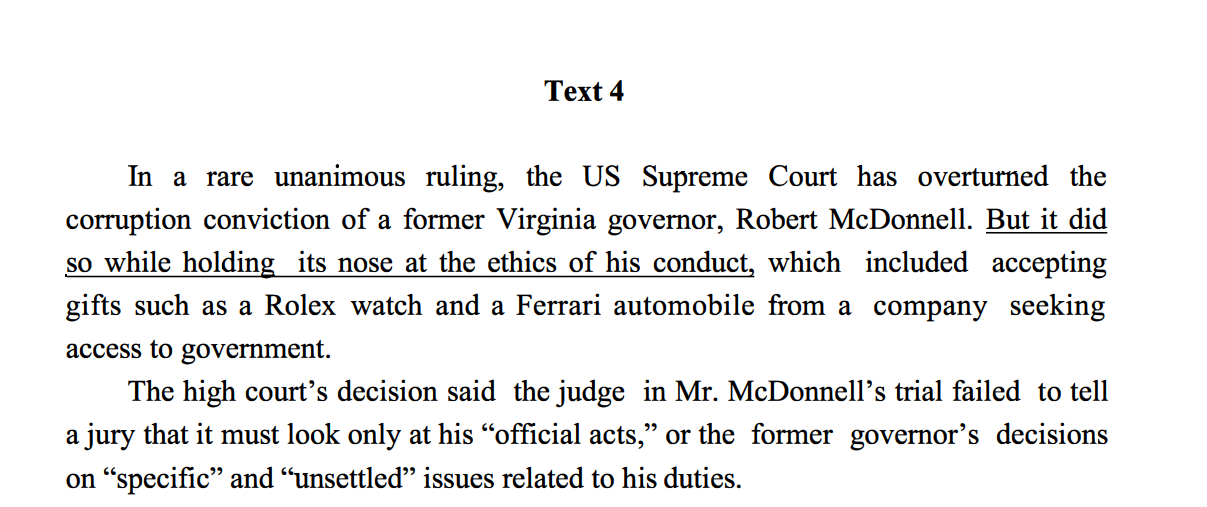 Text 4
In a rare unanimous ruling, the US Supreme Court has overturned the
corruption conviction of a former Virginia governor, Robert McDonnell. But it did
so while holding its nose at the ethics of his conduct, which included accepting
gifts such as a Rolex watch and a Ferrari automobile from a company seeking
access to government.
The high court’s decision said the judge in Mr. McDonnell’s trial failed to tell
a jury that it must look only at his “official acts,” or the former governor’s decisions
on “specific” and “unsettled” issues related to his duties.